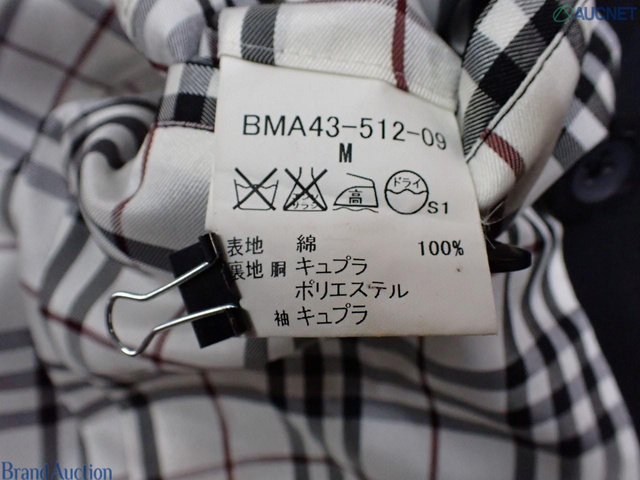 AUCNET
BMA43-512-09
M
高 ドライ
S1
表地 綿 100%
裏地 胴 キュプラ
ポリエステル
袖 キュプラ
Brand Auction